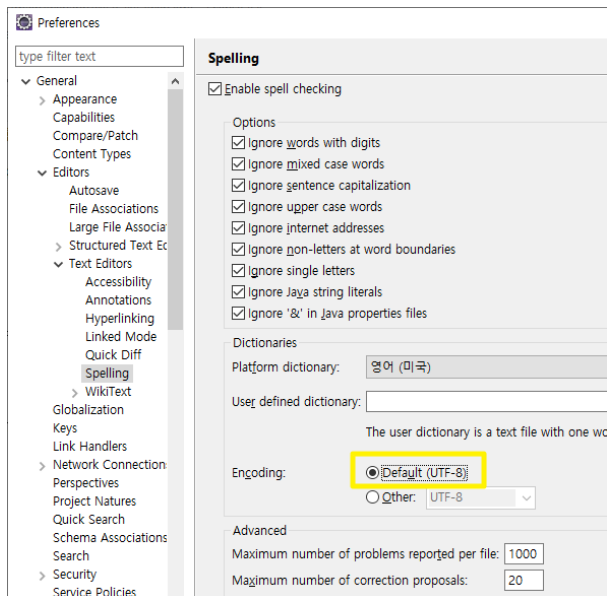 Preferences
type filter text
General
Appearance
Capabilities
Compare/Patch
Content Types
Editors
Autosave
File Associations
Large File Associa
Structured Text Ed
Text Editors
Accessibility
Annotations
Hyperlinking
Linked Mode
Quick Diff
Spelling
WikiText
Globalization
Keys
Link Handlers
Network Connection
Perspectives
Project Natures
Quick Search
Schema Associations
Search
Security
Service Policies
Spelling
Enable spell checking
Options
Ignore words with digits
Ignore mixed case words
Ignore sentence capitalization
Ignore upper case words
Ignore internet addresses
Ignore non-letters at word boundaries
Ignore single letters
Ignore Java string literals
Ignore '&' in Java properties files
Dictionaries
Platform dictionary: 영어 (미국)
User defined dictionary:
The user dictionary is a text file with one wo
Encoding: Default (UTF-8)
Other: UTF-8
Advanced
Maximum number of problems reported per file: 1000
Maximum number of correction proposals: 20